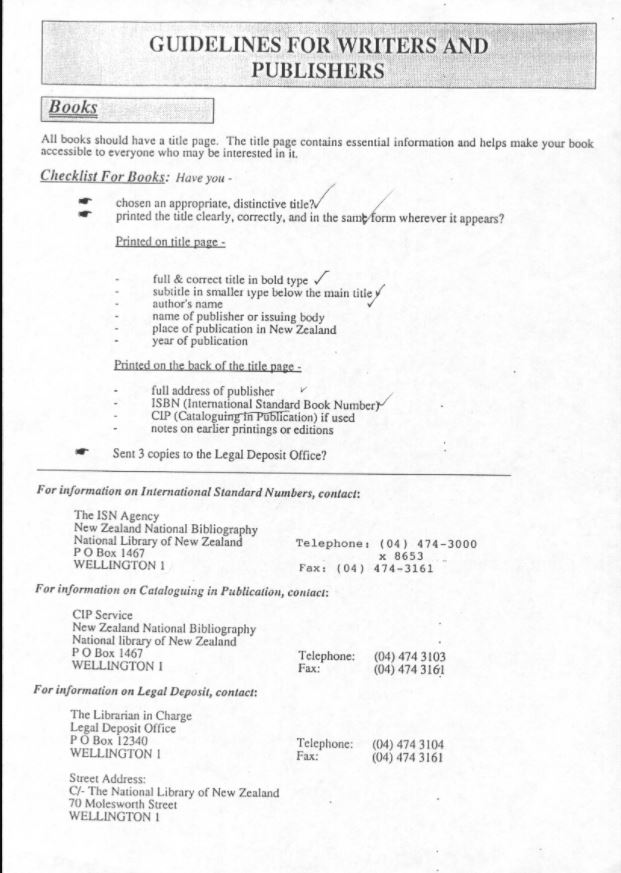 GUIDELINES FOR WRITERS AND
PUBLISHERS
Books
All books should have a title page. The title page contains essential information and helps make your book
accessible to everyone who may be interested in it.
Checklist For Books: Have you -
☛ chosen an appropriate, distinctive title?✓
☛ printed the title clearly, correctly, and in the same form wherever it appears?
Printed on title page -
- full & correct title in bold type ✓
- subtitle in smaller type below the main title ✓
- author's name ✓
- name of publisher or issuing body
- place of publication in New Zealand
- year of publication
Printed on the back of the title page -
- full address of publisher ✓
- ISBN (International Standard Book Number)✓
- CIP (Cataloguing in Publication) if used
- notes on earlier printings or editions
☛ Sent 3 copies to the Legal Deposit Office?
For information on International Standard Numbers, contact:
The ISN Agency
New Zealand National Bibliography
National Library of New Zealand Telephone: (04) 474-3000
P O Box 1467 x 8653
WELLINGTON 1 Fax: (04) 474-3161
For information on Cataloguing in Publication, contact:
CIP Service
New Zealand National Bibliography
National library of New Zealand
P O Box 1467 Telephone: (04) 474 3103
WELLINGTON 1 Fax: (04) 474 3161
For information on Legal Deposit, contact:
The Librarian in Charge
Legal Deposit Office
P O Box 12340 Telephone: (04) 474 3104
WELLINGTON 1 Fax: (04) 474 3161
Street Address:
C/- The National Library of New Zealand
70 Molesworth Street
WELLINGTON 1